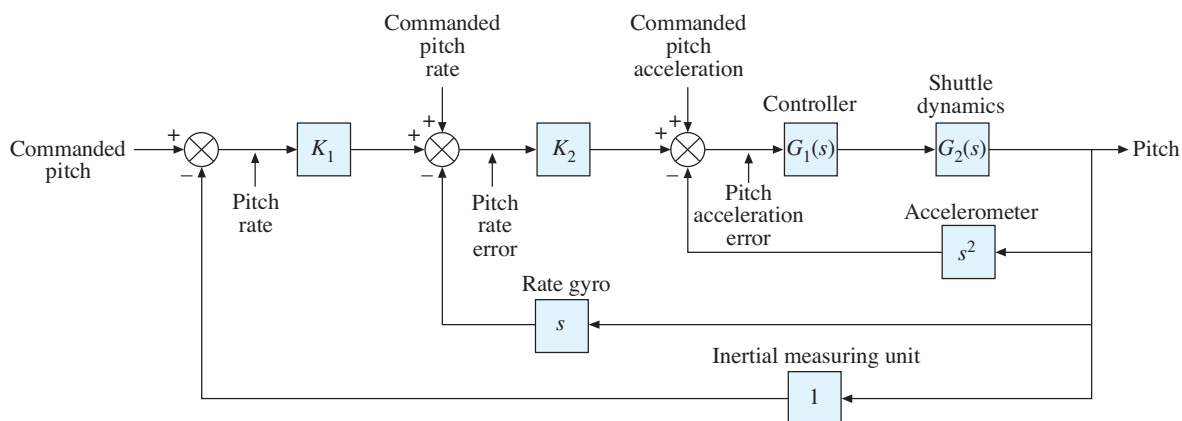 Commanded
pitch
rate
Commanded
pitch
acceleration
Controller
Shuttle
dynamics
Commanded
pitch
+
−
K1
+
+
−
K2
+
+
−
G1(s)
G2(s)
Pitch
Pitch
rate
Pitch
rate
error
Pitch
acceleration
error
Accelerometer
s²
Rate gyro
s
Inertial measuring unit
1